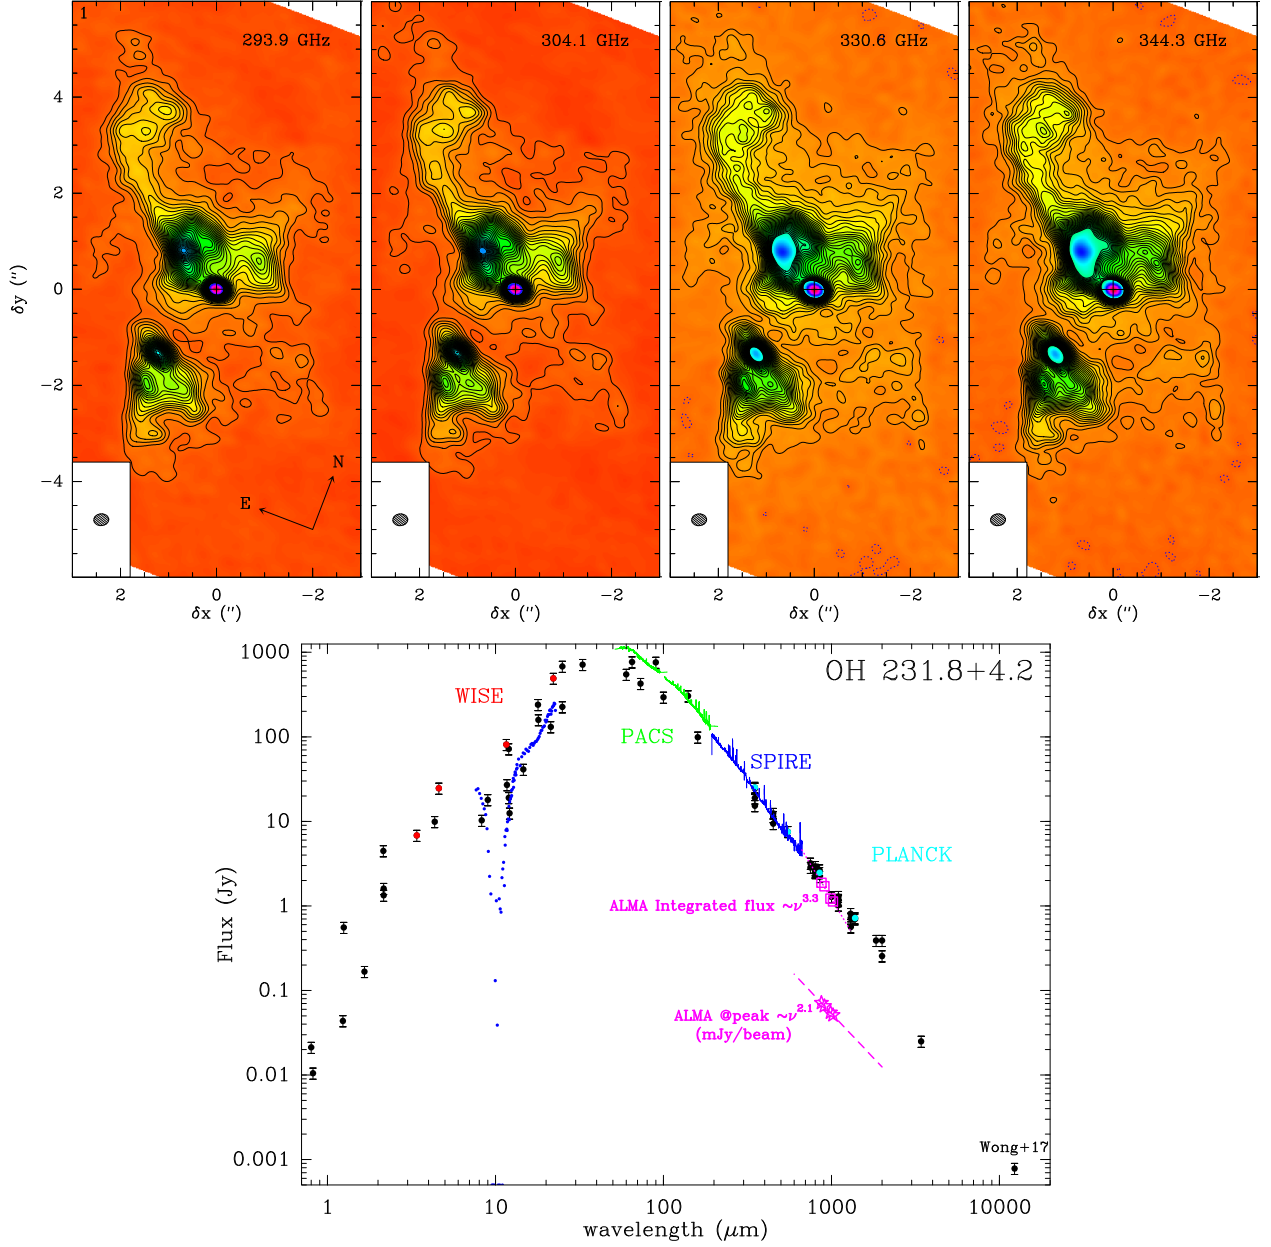 1
293.9 GHz
304.1 GHz
330.6 GHz
344.3 GHz
4
2
0
−2
−4
δy (″)
N
E
2 0 −2
2 0 −2
2 0 −2
2 0 −2
δx (″)
δx (″)
δx (″)
δx (″)
OH 231.8+4.2
1000
100
10
1
0.1
0.01
0.001
Flux (Jy)
WISE
PACS
SPIRE
PLANCK
ALMA Integrated flux ~ν^3.3
ALMA @peak ~ν^2.1
(mJy/beam)
Wong+17
1 10 100 1000 10000
wavelength (μm)